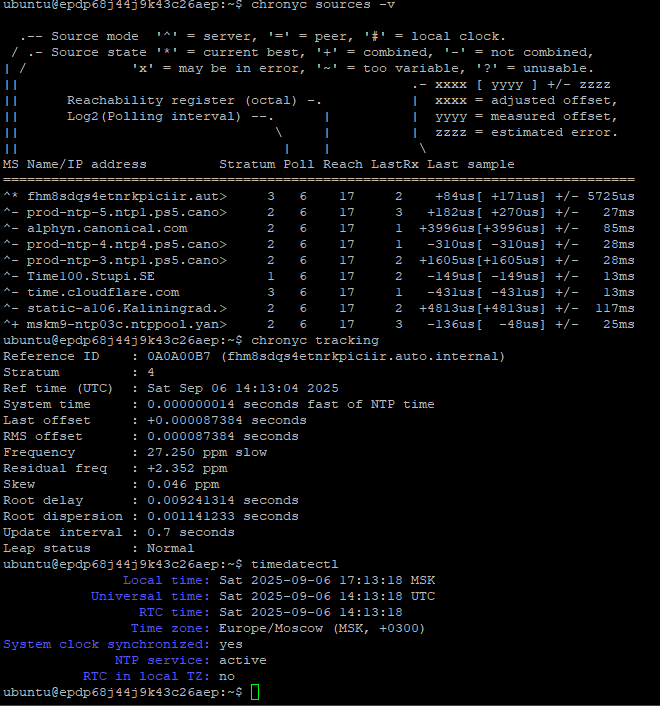 ubuntu@epdp68j44j9k43c26aep:~$ chronyc sources -v

  .-- Source mode  '^' = server, '=' = peer, '#' = local clock.
 / .- Source state '*' = current best, '+' = combined, '-' = not combined,
| /             'x' = may be in error, '~' = too variable, '?' = unusable.
||                                                 .- xxxx [ yyyy ] +/- zzzz
||      Reachability register (octal) -.           |  xxxx = adjusted offset,
||      Log2(Polling interval) --.      |          |  yyyy = measured offset,
||                                \     |          |  zzzz = estimated error.
||                                 |    |           \
MS Name/IP address         Stratum Poll Reach LastRx Last sample
===============================================================================
^* fhm8sdqs4etnrkpiciir.aut>     3   6    17     2    +84us[ +171us] +/- 5725us
^- prod-ntp-5.ntp1.ps5.cano>     2   6    17     3   +182us[ +270us] +/-   27ms
^- alphyn.canonical.com          2   6    17     1  +3996us[+3996us] +/-   85ms
^- prod-ntp-4.ntp4.ps5.cano>     2   6    17     1   -310us[ -310us] +/-   28ms
^- prod-ntp-3.ntp1.ps5.cano>     2   6    17     2  +1605us[+1605us] +/-   28ms
^- Time100.Stupi.SE              1   6    17     2   -149us[ -149us] +/-   13ms
^- time.cloudflare.com           3   6    17     1   -431us[ -431us] +/-   13ms
^- static-a106.Kaliningrad.>     2   6    17     2  +4813us[+4813us] +/-  117ms
^+ mskm9-ntp03c.ntppool.yan>     2   6    17     3   -136us[  -48us] +/-   25ms
ubuntu@epdp68j44j9k43c26aep:~$ chronyc tracking
Reference ID    : 0A0A00B7 (fhm8sdqs4etnrkpiciir.auto.internal)
Stratum         : 4
Ref time (UTC)  : Sat Sep 06 14:13:04 2025
System time     : 0.000000014 seconds fast of NTP time
Last offset     : +0.000087384 seconds
RMS offset      : 0.000087384 seconds
Frequency       : 27.250 ppm slow
Residual freq   : +2.352 ppm
Skew            : 0.046 ppm
Root delay      : 0.009241314 seconds
Root dispersion : 0.001141233 seconds
Update interval : 0.7 seconds
Leap status     : Normal
ubuntu@epdp68j44j9k43c26aep:~$ timedatectl
               Local time: Sat 2025-09-06 17:13:18 MSK
           Universal time: Sat 2025-09-06 14:13:18 UTC
                 RTC time: Sat 2025-09-06 14:13:18
                Time zone: Europe/Moscow (MSK, +0300)
System clock synchronized: yes
              NTP service: active
          RTC in local TZ: no
ubuntu@epdp68j44j9k43c26aep:~$